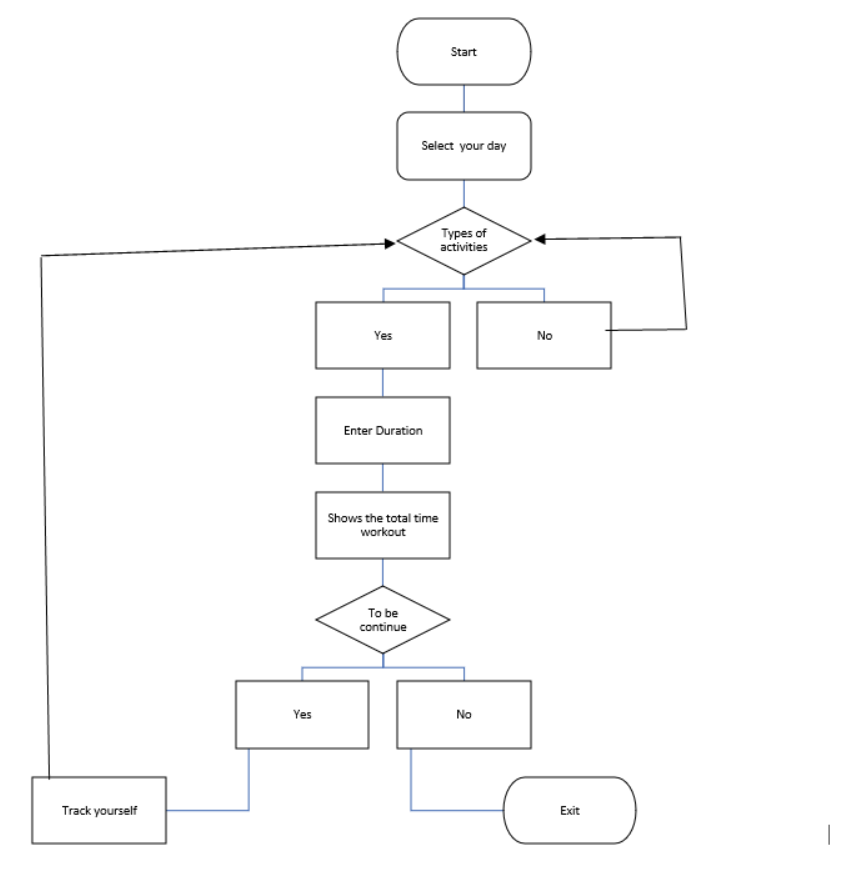 Start
Select your day
Types of
activities
Yes
No
Enter Duration
Shows the total time
workout
To be
continue
Yes
No
Track yourself
Exit